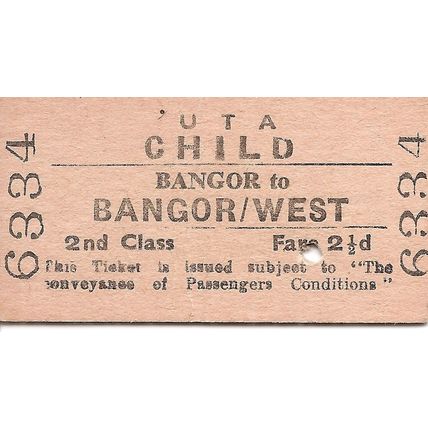 UTA
CHILD
BANGOR to
BANGOR/WEST
2nd Class Fare 2½d
This Ticket is issued subject to "The
conveyance of Passengers Conditions"
6334
6334